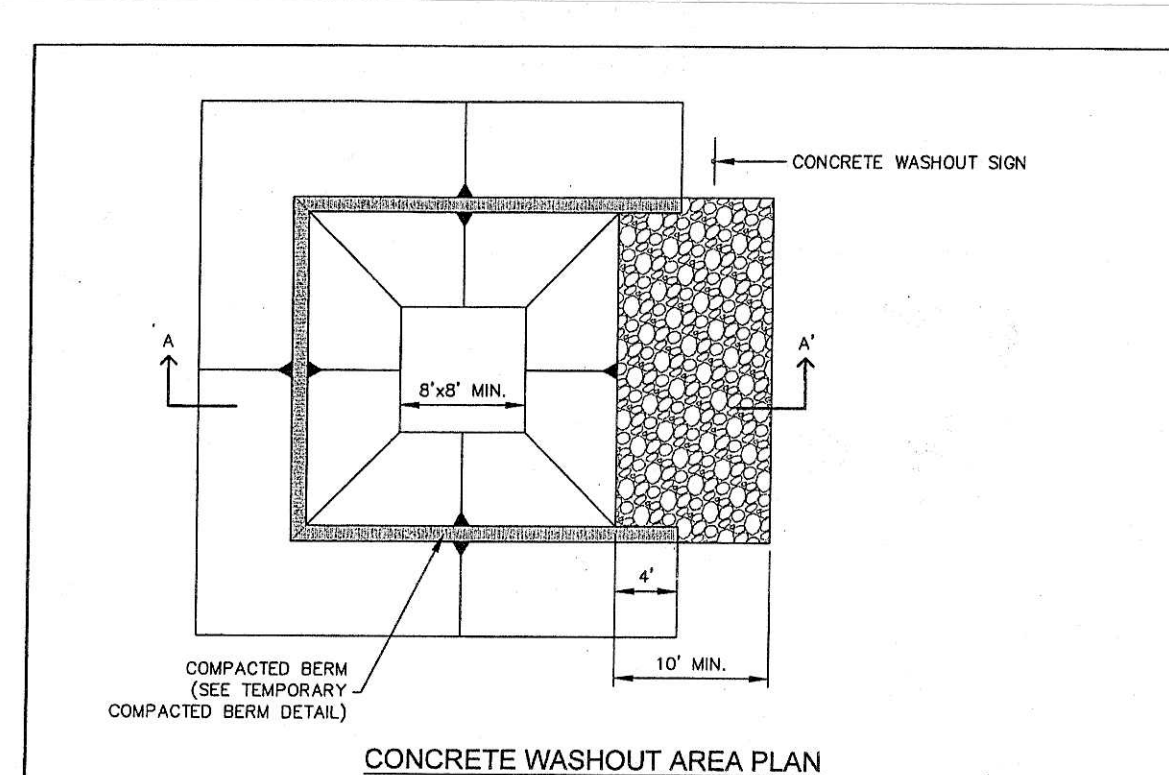 CONCRETE WASHOUT SIGN
A
A'
8'x8' MIN.
4'
10' MIN.
COMPACTED BERM
(SEE TEMPORARY
COMPACTED BERM DETAIL)
CONCRETE WASHOUT AREA PLAN